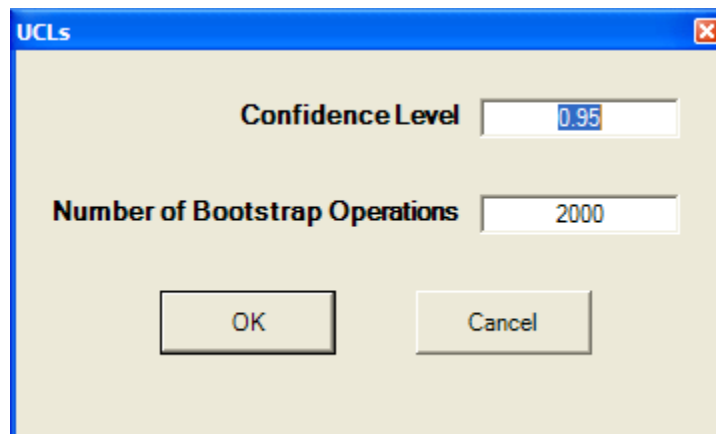 UCLs
Confidence Level 0.95
Number of Bootstrap Operations 2000
OK Cancel